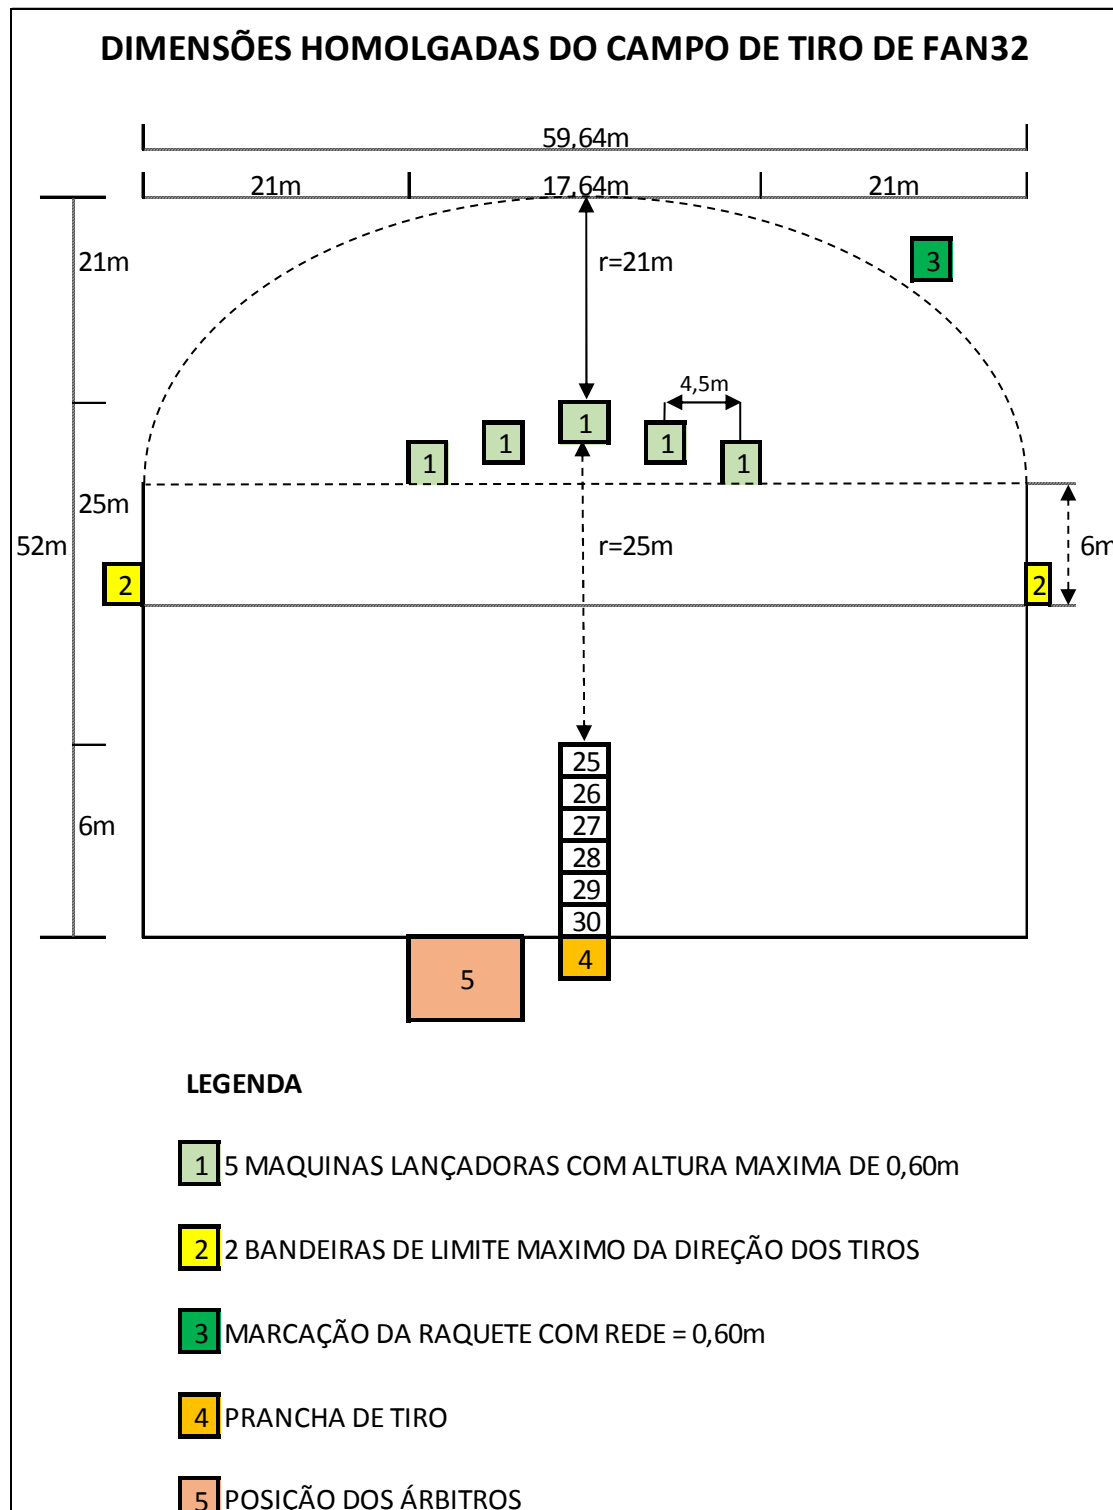 DIMENSÕES HOMOLGADAS DO CAMPO DE TIRO DE FAN32
59,64m
21m 17,64m 21m
21m r=21m 3
4,5m
1 1 1 1 1
25m
52m r=25m 6m
2 2
25
26
27
6m
28
29
30
4
5
LEGENDA
1 5 MAQUINAS LANÇADORAS COM ALTURA MAXIMA DE 0,60m
2 2 BANDEIRAS DE LIMITE MAXIMO DA DIREÇÃO DOS TIROS
3 MARCAÇÃO DA RAQUETE COM REDE = 0,60m
4 PRANCHA DE TIRO
5 POSIÇÃO DOS ÁRBITROS